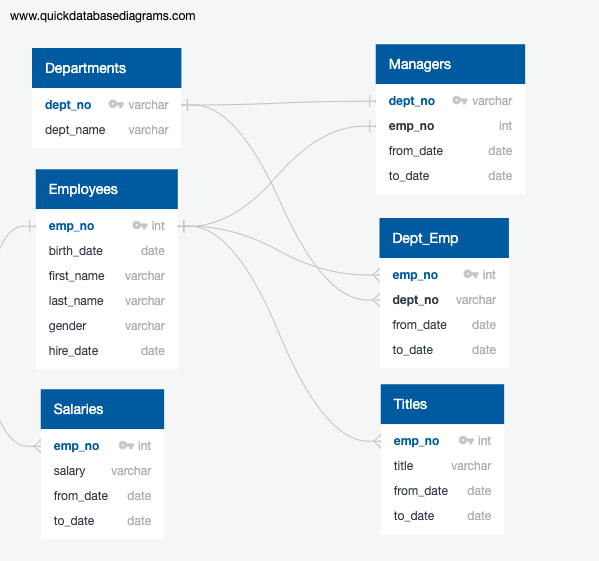 www.quickdatabasediagrams.com
Departments
dept_no varchar
dept_name varchar
Employees
emp_no int
birth_date date
first_name varchar
last_name varchar
gender varchar
hire_date date
Salaries
emp_no int
salary varchar
from_date date
to_date date
Managers
dept_no varchar
emp_no int
from_date date
to_date date
Dept_Emp
emp_no int
dept_no varchar
from_date date
to_date date
Titles
emp_no int
title varchar
from_date date
to_date date